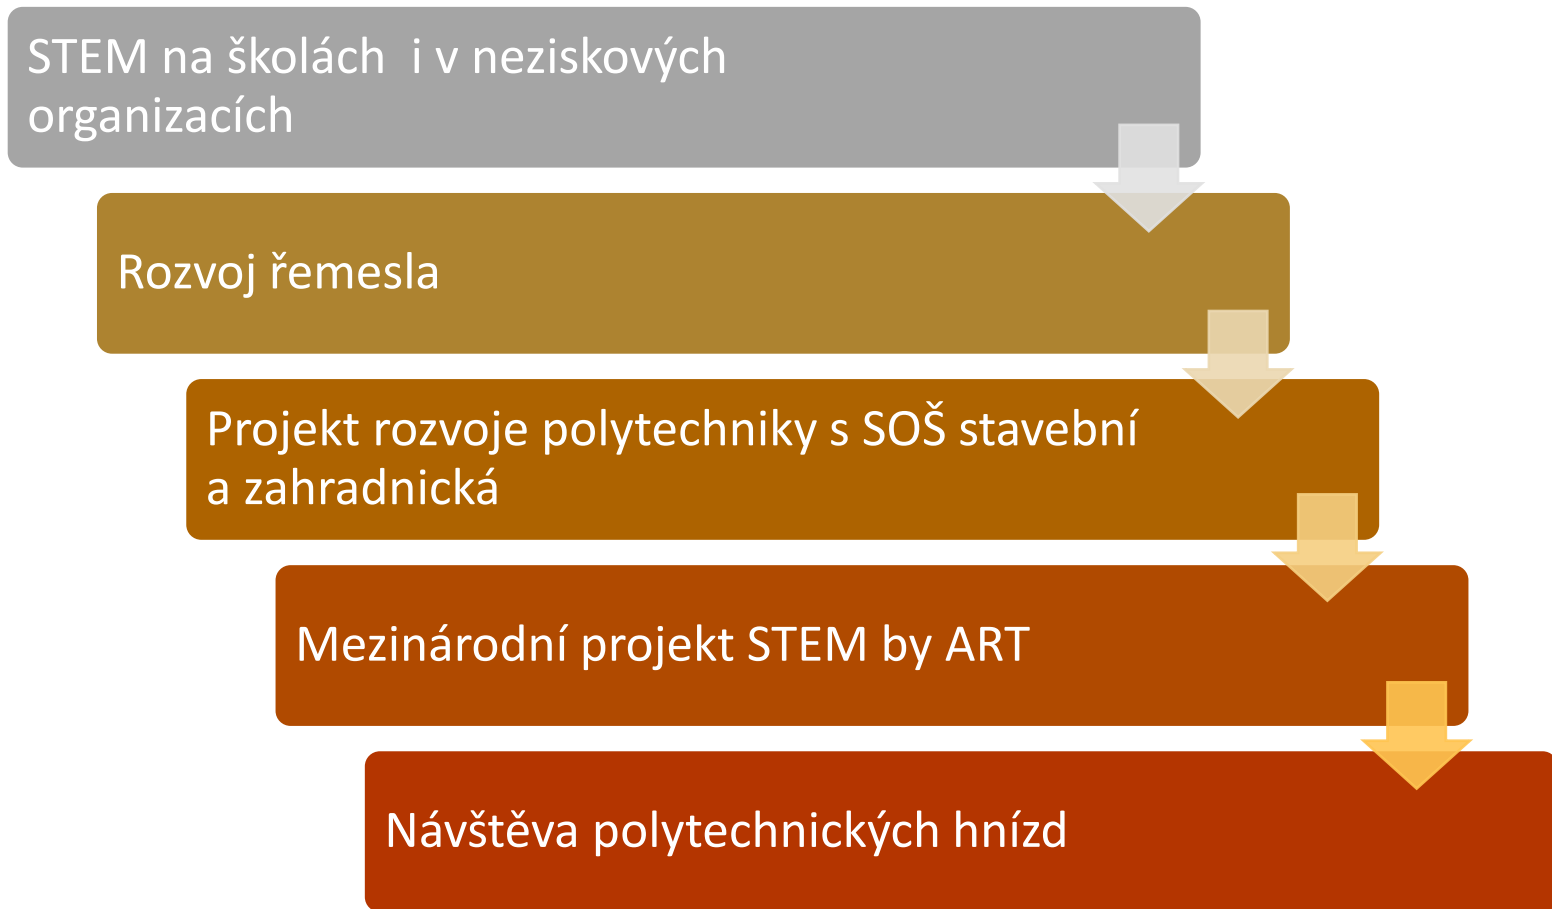 STEM na školách  i v neziskových
organizacích
Rozvoj řemesla
Projekt rozvoje polytechniky s SOŠ stavební
a zahradnická
Mezinárodní projekt STEM by ART
Návštěva polytechnických hnízd